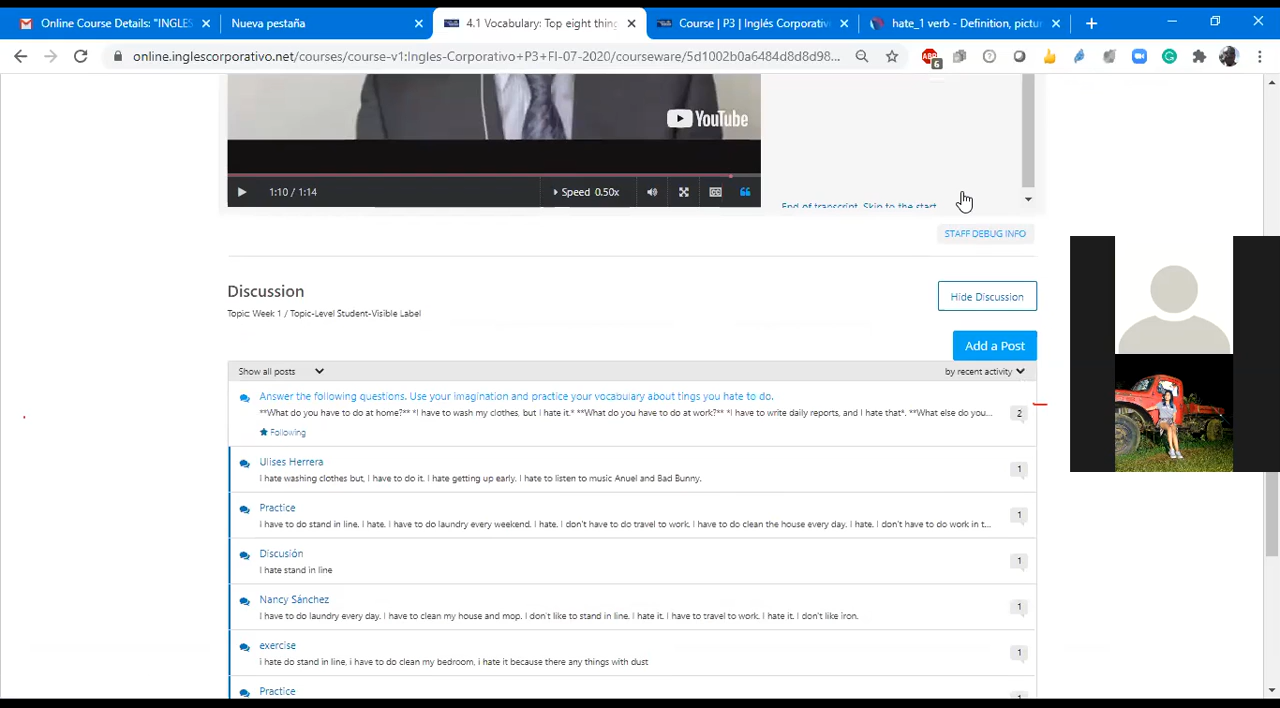 Online Course Details: "INGLES
Nueva pestaña
4.1 Vocabulary: Top eight thing
Course | P3 | Inglés Corporativ
hate_1 verb - Definition, pictu
online.inglescorporativo.net/courses/course-v1:Ingles-Corporativo+P3+FI-07-2020/courseware/5d1002b0a6484d8d8d98...
ABP
6
YouTube
1:10 / 1:14
Speed 0.50x
End of transcript. Skip to the start.
STAFF DEBUG INFO
Discussion
Hide Discussion
Topic: Week 1 / Topic-Level Student-Visible Label
Add a Post
Show all posts
by recent activity
Answer the following questions. Use your imagination and practice your vocabulary about tings you hate to do.
**What do you have to do at home?** *I have to wash my clothes, but I hate it.* **What do you have to do at work?** *I have to write daily reports, and I hate that*. **What else do you...
2
Following
Ulises Herrera
I hate washing clothes but, I have to do it. I hate getting up early. I hate to listen to music Anuel and Bad Bunny.
1
Practice
I have to do stand in line. I hate. I have to do laundry every weekend. I hate. I don't have to do travel to work. I have to do clean the house every day. I hate. I don't have to do work in t...
1
Discusión
I hate stand in line
1
Nancy Sánchez
I have to do laundry every day. I have to clean my house and mop. I don't like to stand in line. I hate it. I have to travel to work. I hate it. I don't like iron.
1
exercise
I hate do stand in line. i have to do clean my bedroom, i hate it because there any things with dust
1
Practice